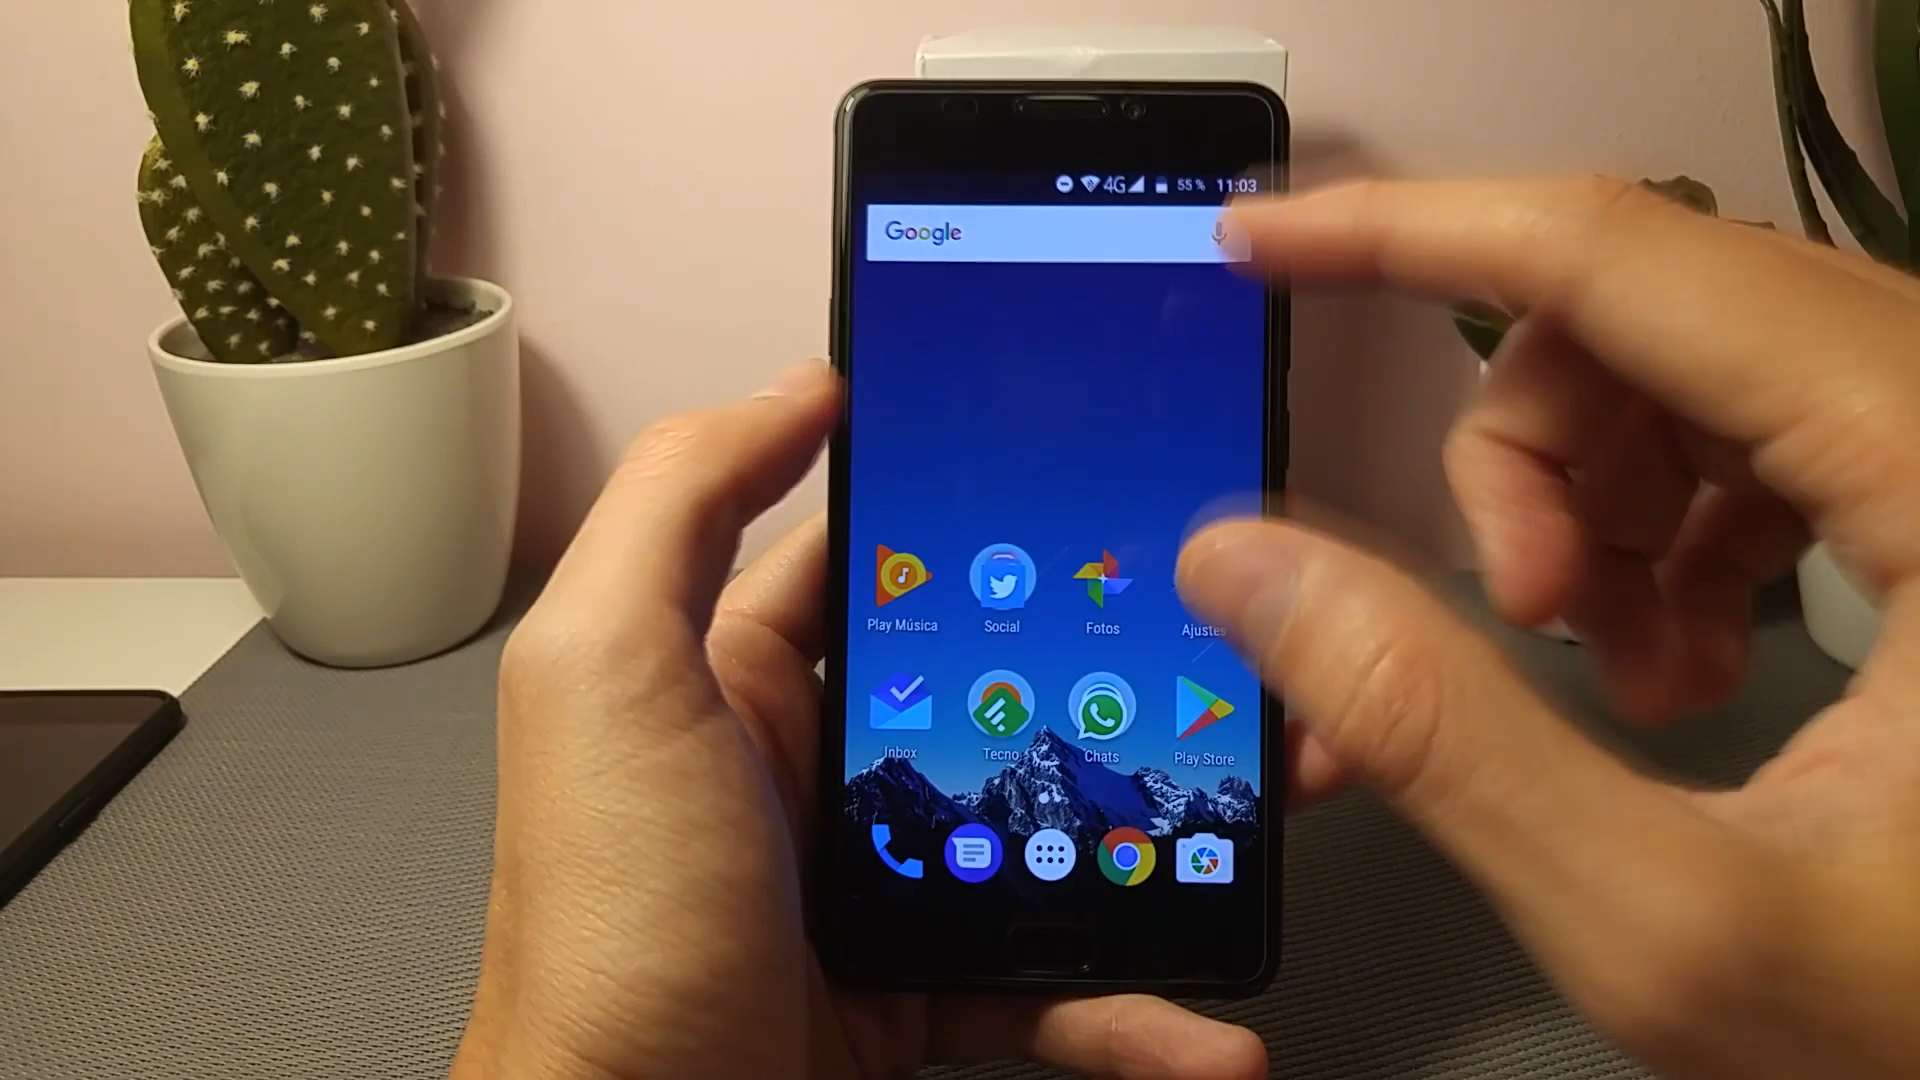 4G 55 % 11:03
Google
Play Música Social Fotos Ajustes
Inbox Tecno Chats Play Store